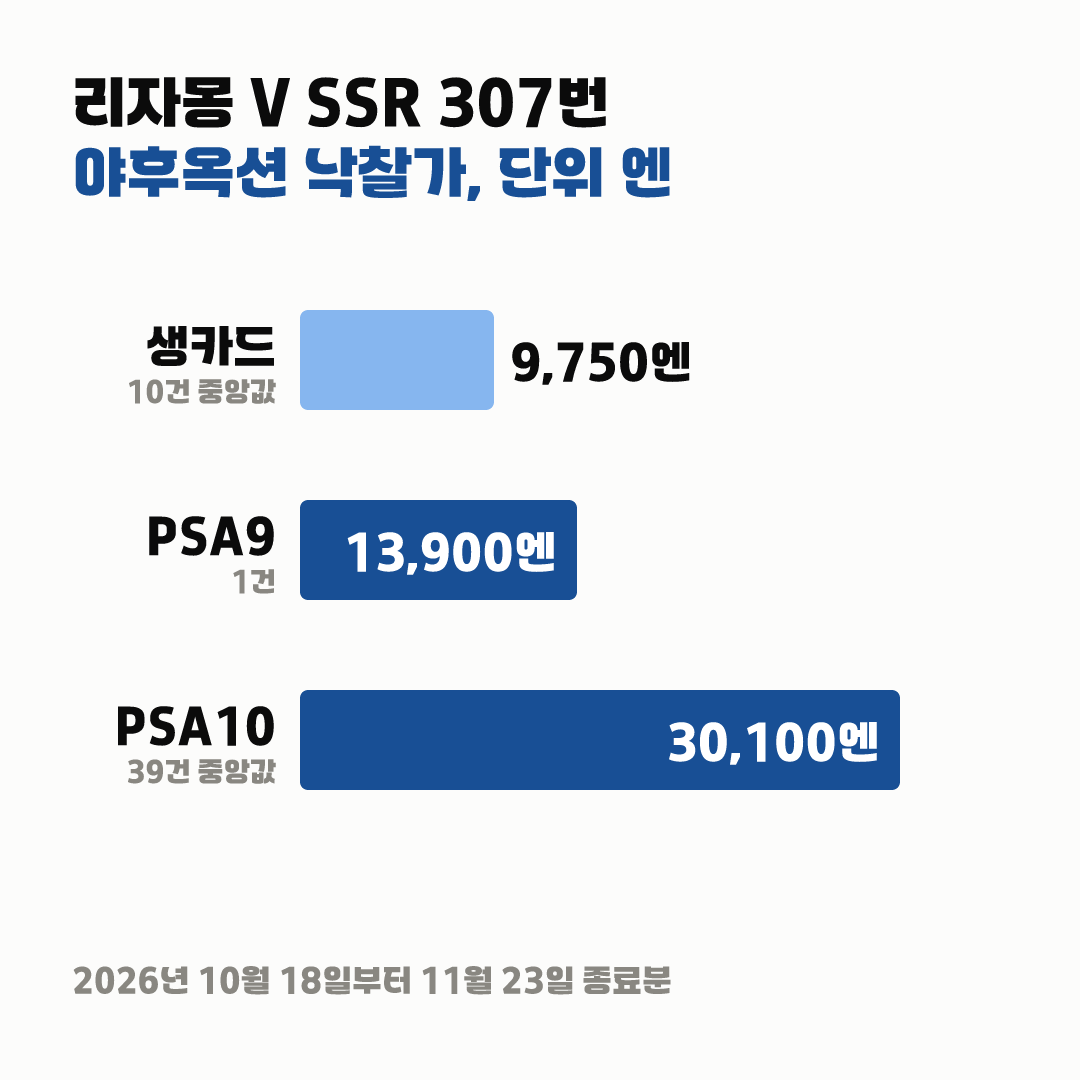 리자몽 V SSR 307번
야후옥션 낙찰가, 단위 엔
생카드
10건 중앙값
9,750엔
PSA9
1건
13,900엔
PSA10
39건 중앙값
30,100엔
2026년 10월 18일부터 11월 23일 종료분